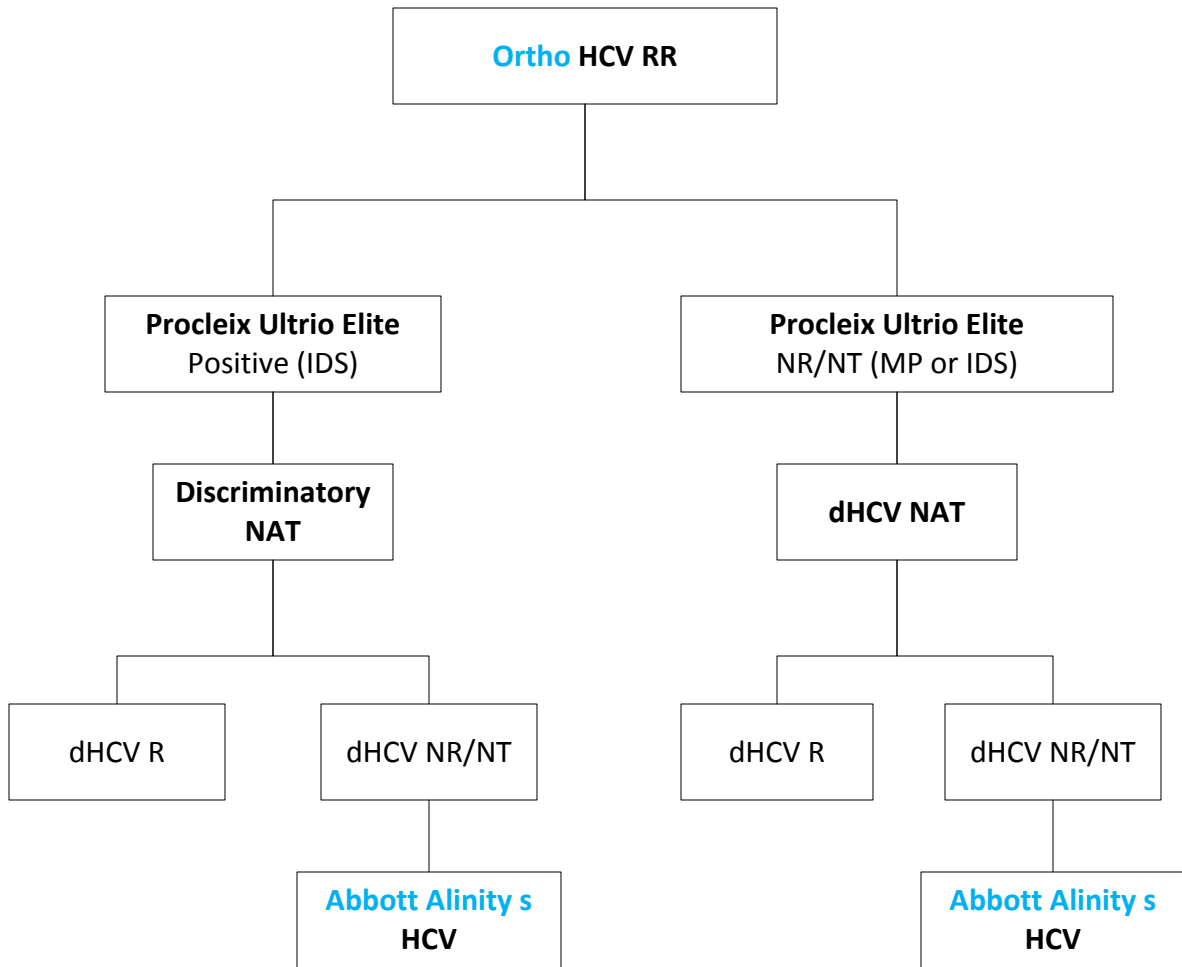 Ortho HCV RR
Procleix Ultrio Elite
Positive (IDS)
Procleix Ultrio Elite
NR/NT (MP or IDS)
Discriminatory
NAT
dHCV NAT
dHCV R
dHCV NR/NT
dHCV R
dHCV NR/NT
Abbott Alinity s
HCV
Abbott Alinity s
HCV